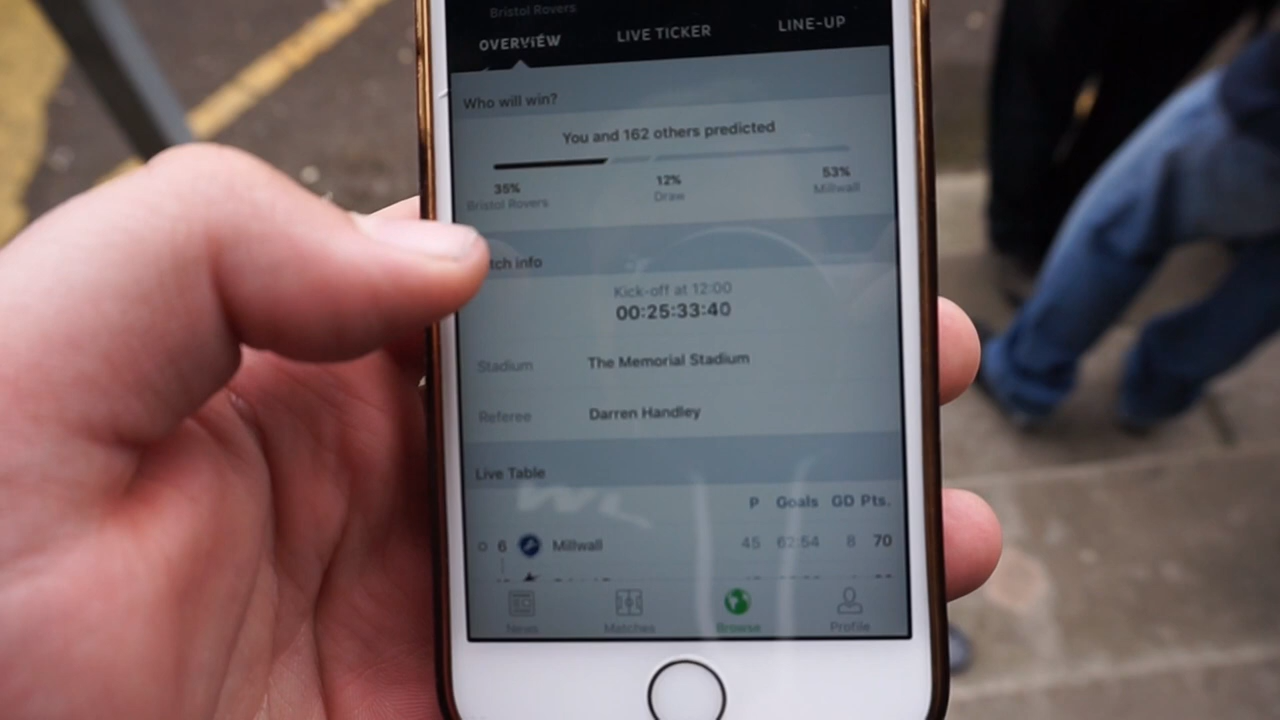 Bristol Rovers
OVERVIEW LIVE TICKER LINE-UP
Who will win?
You and 162 others predicted
35% 12% 53%
Bristol Rovers Draw Millwall
tch info
Kick-off at 12:00
00:25:33:40
Stadium The Memorial Stadium
Referee Darren Handley
Live Table
P Goals GD Pts.
6 Millwall 45 62:54 8 70
News Matches Browse Profile